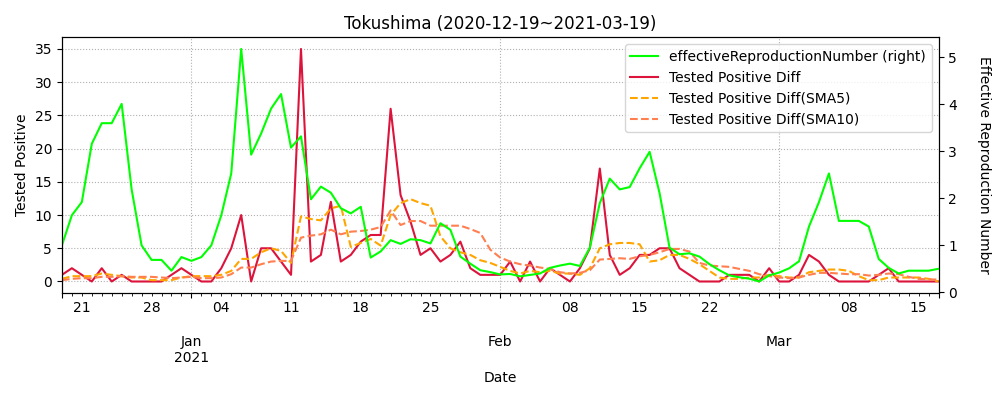 Tokushima (2020-12-19~2021-03-19)
effectiveReproductionNumber (right)
Tested Positive Diff
Tested Positive Diff(SMA5)
Tested Positive Diff(SMA10)
Tested Positive
35
30
25
20
15
10
5
0
Effective Reproduction Number
5
4
3
2
1
0
21 28 04 11 18 25 08 15 22 08 15
Jan Feb Mar
2021
Date